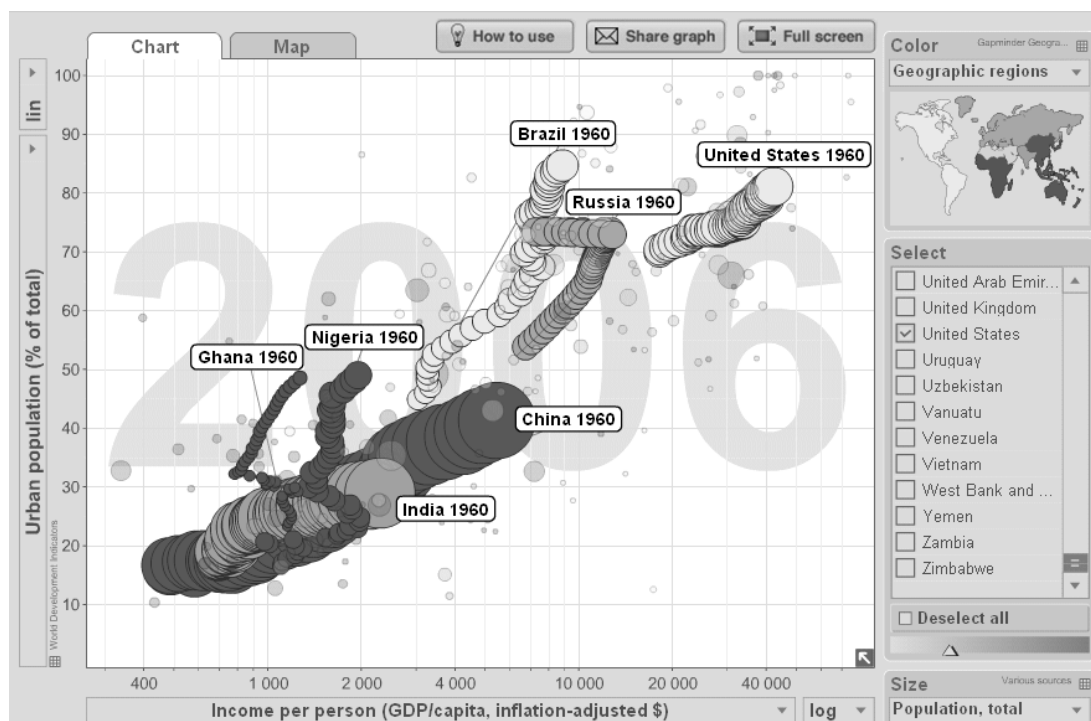 Chart
Map
How to use
Share graph
Full screen
Color
Gapminder Geogra...
Geographic regions
lin
Urban population (% of total)
World Development Indicators
100
90
80
70
60
50
40
30
20
10
2006
Brazil 1960
United States 1960
Russia 1960
Nigeria 1960
Ghana 1960
China 1960
India 1960
Select
United Arab Emir...
United Kingdom
United States
Uruguay
Uzbekistan
Vanuatu
Venezuela
Vietnam
West Bank and ...
Yemen
Zambia
Zimbabwe
Deselect all
400
1 000
2 000
4 000
10 000
20 000
40 000
Income per person (GDP/capita, inflation-adjusted $)
log
Size
Various sources
Population, total